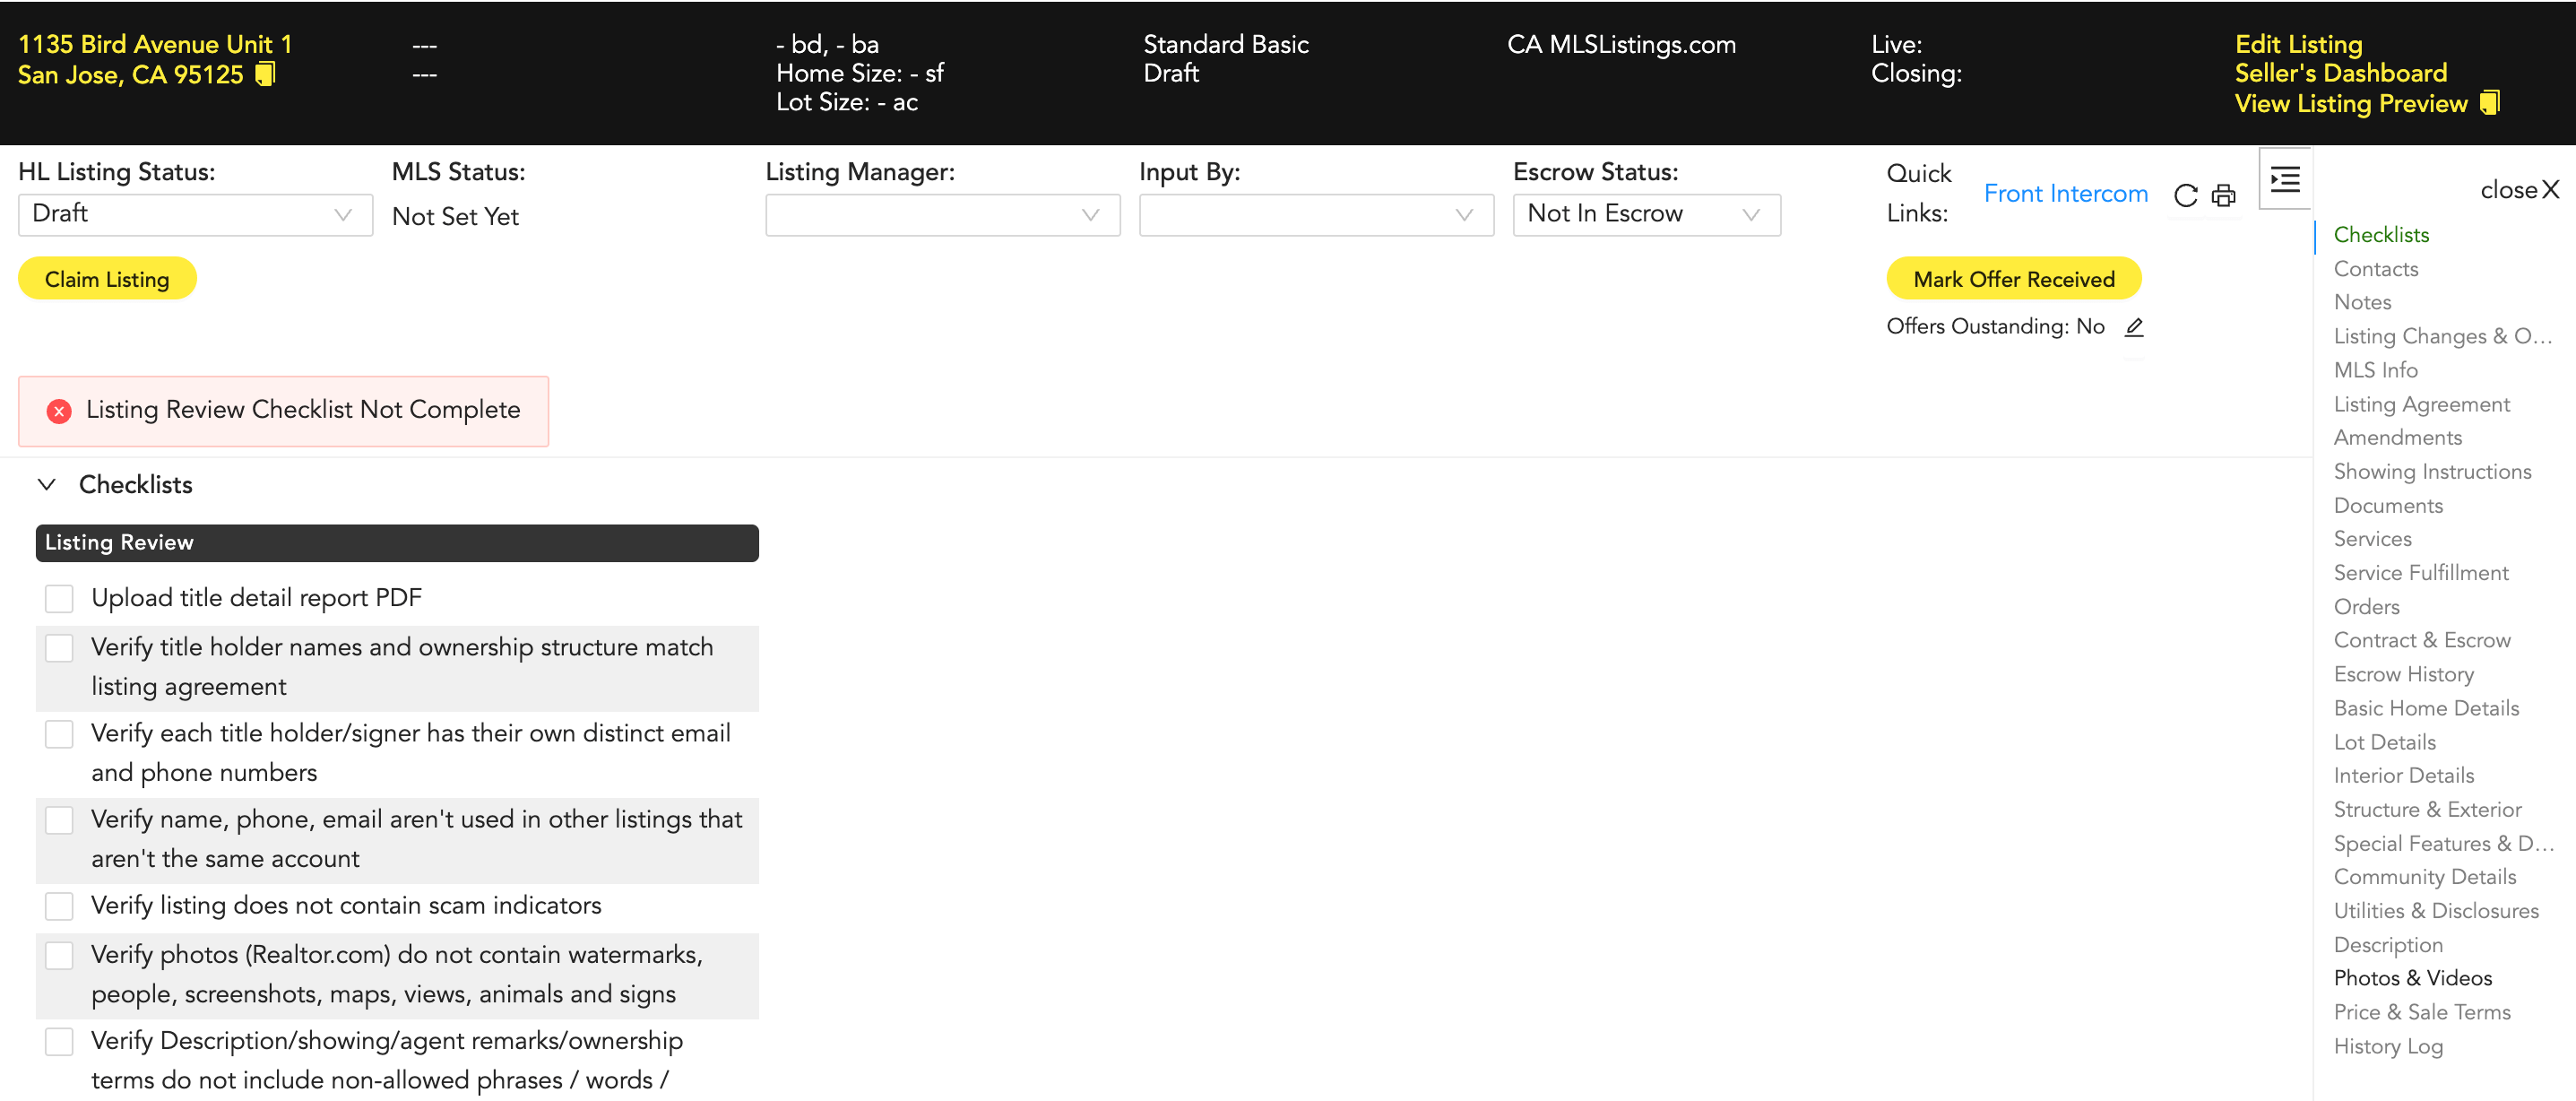 1135 Bird Avenue Unit 1
San Jose, CA 95125
---
---
- bd, - ba
Home Size: - sf
Lot Size: - ac
Standard Basic
Draft
CA MLSListings.com
Live:
Closing:
Edit Listing
Seller's Dashboard
View Listing Preview
HL Listing Status:
Draft
Claim Listing
MLS Status:
Not Set Yet
Listing Manager:
Input By:
Escrow Status:
Not In Escrow
Quick
Links:
Front Intercom
Mark Offer Received
Offers Oustanding: No
Listing Review Checklist Not Complete
Checklists
Listing Review
Upload title detail report PDF
Verify title holder names and ownership structure match
listing agreement
Verify each title holder/signer has their own distinct email
and phone numbers
Verify name, phone, email aren't used in other listings that
aren't the same account
Verify listing does not contain scam indicators
Verify photos (Realtor.com) do not contain watermarks,
people, screenshots, maps, views, animals and signs
Verify Description/showing/agent remarks/ownership
terms do not include non-allowed phrases / words /
close X
Checklists
Contacts
Notes
Listing Changes & O...
MLS Info
Listing Agreement
Amendments
Showing Instructions
Documents
Services
Service Fulfillment
Orders
Contract & Escrow
Escrow History
Basic Home Details
Lot Details
Interior Details
Structure & Exterior
Special Features & D...
Community Details
Utilities & Disclosures
Description
Photos & Videos
Price & Sale Terms
History Log